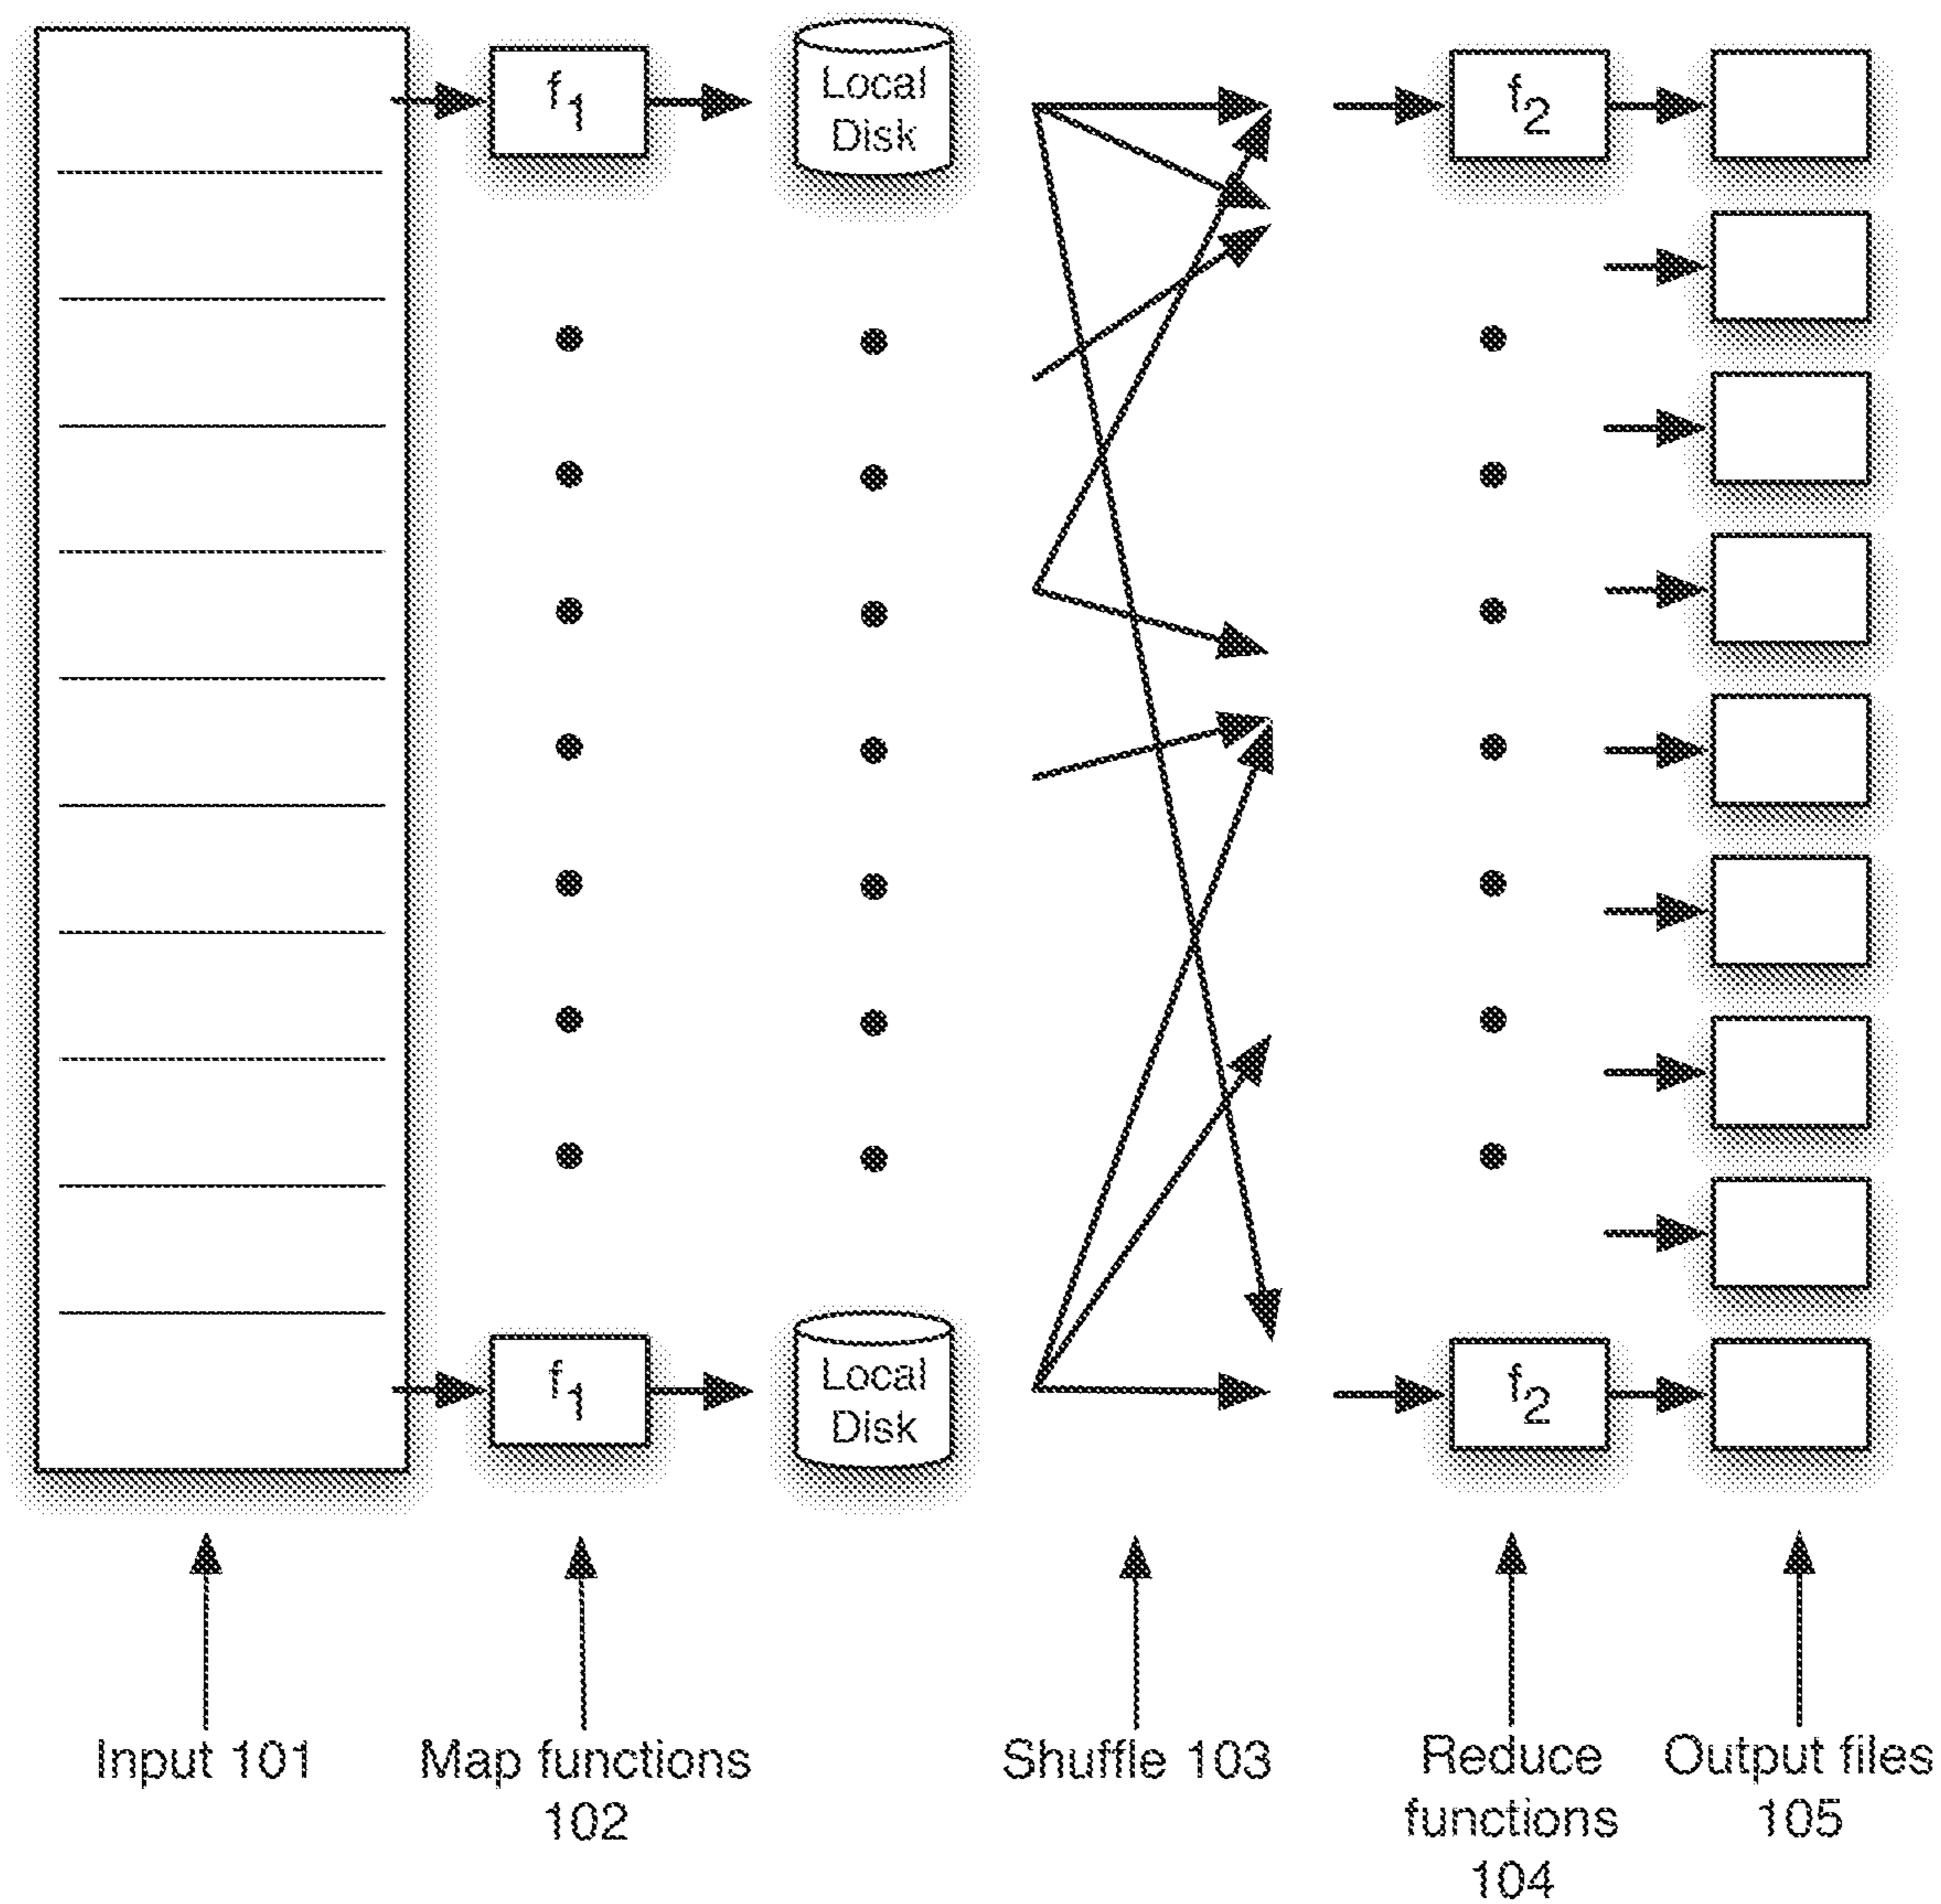 f1
Local
Disk
f2
f1
Local
Disk
f2
Input 101
Map functions
102
Shuffle 103
Reduce
functions
104
Output files
105